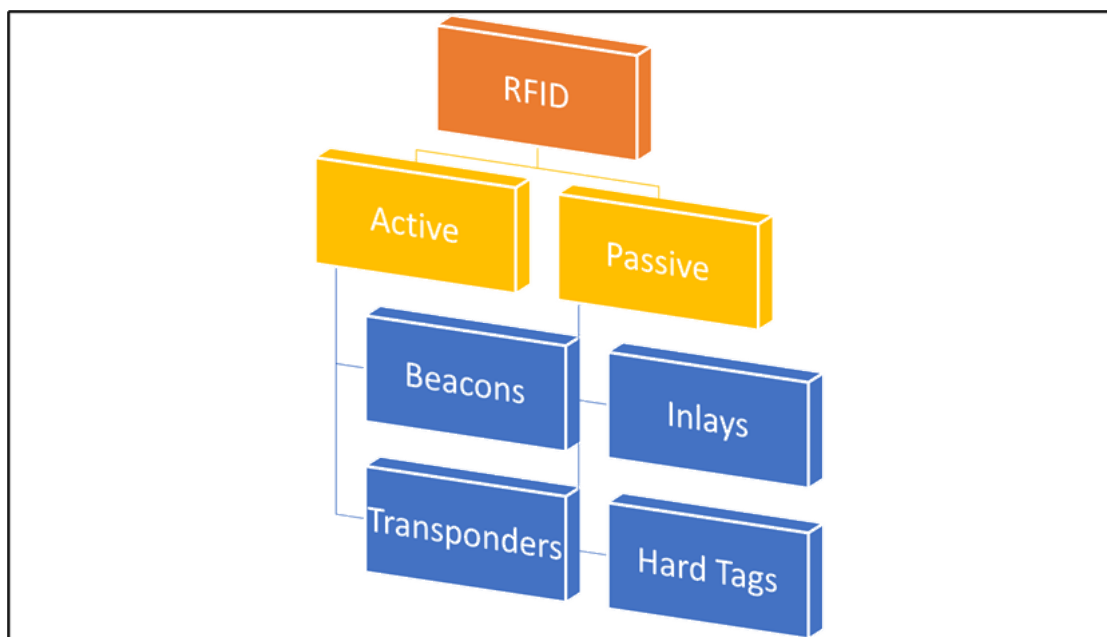 RFID
Active
Passive
Beacons
Inlays
Transponders
Hard Tags